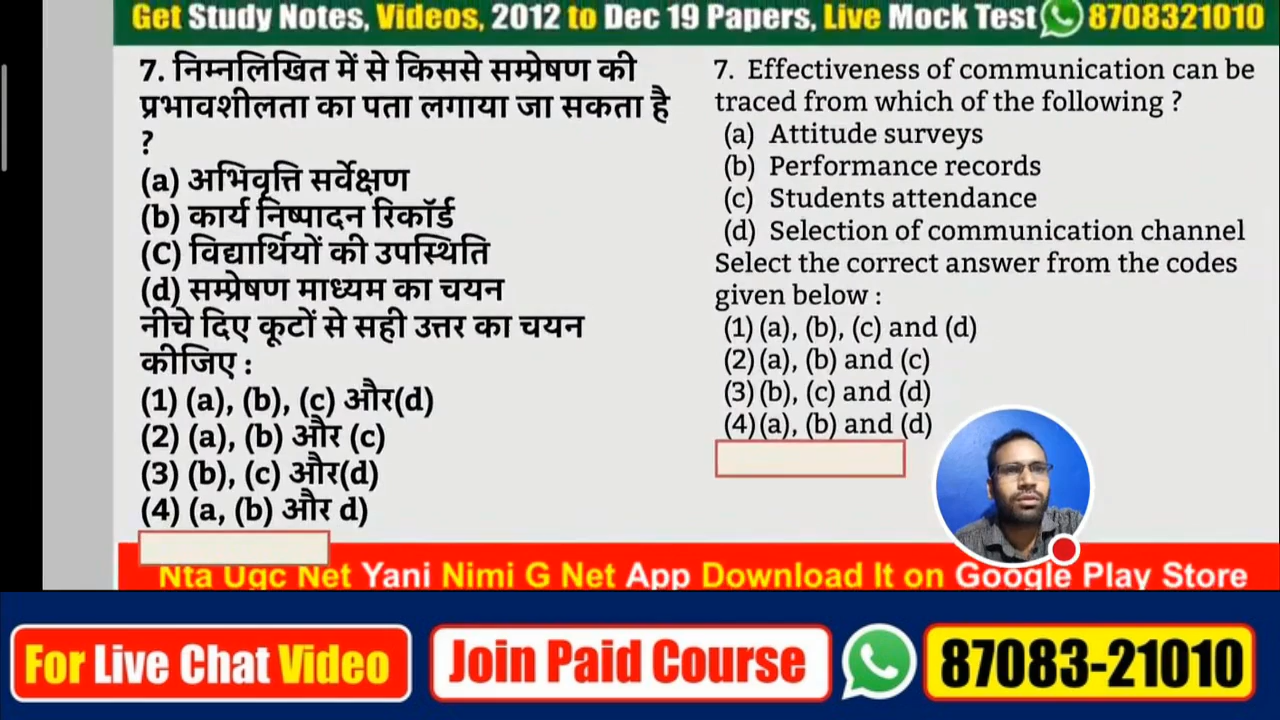 Get Study Notes, Videos, 2012 to Dec 19 Papers, Live Mock Test 8708321010
7. निम्नलिखित में से किससे सम्प्रेषण की
प्रभावशीलता का पता लगाया जा सकता है
?
(a) अभिवृत्ति सर्वेक्षण
(b) कार्य निष्पादन रिकॉर्ड
(C) विद्यार्थियों की उपस्थिति
(d) सम्प्रेषण माध्यम का चयन
नीचे दिए कूटों से सही उत्तर का चयन
कीजिए :
(1) (a), (b), (c) और(d)
(2) (a), (b) और (c)
(3) (b), (c) और(d)
(4) (a, (b) और d)
7. Effectiveness of communication can be
traced from which of the following ?
(a) Attitude surveys
(b) Performance records
(c) Students attendance
(d) Selection of communication channel
Select the correct answer from the codes
given below :
(1) (a), (b), (c) and (d)
(2) (a), (b) and (c)
(3) (b), (c) and (d)
(4) (a), (b) and (d)
Nta Ugc Net Yani Nimi G Net App Download It on Google Play Store
For Live Chat Video
Join Paid Course
87083-21010